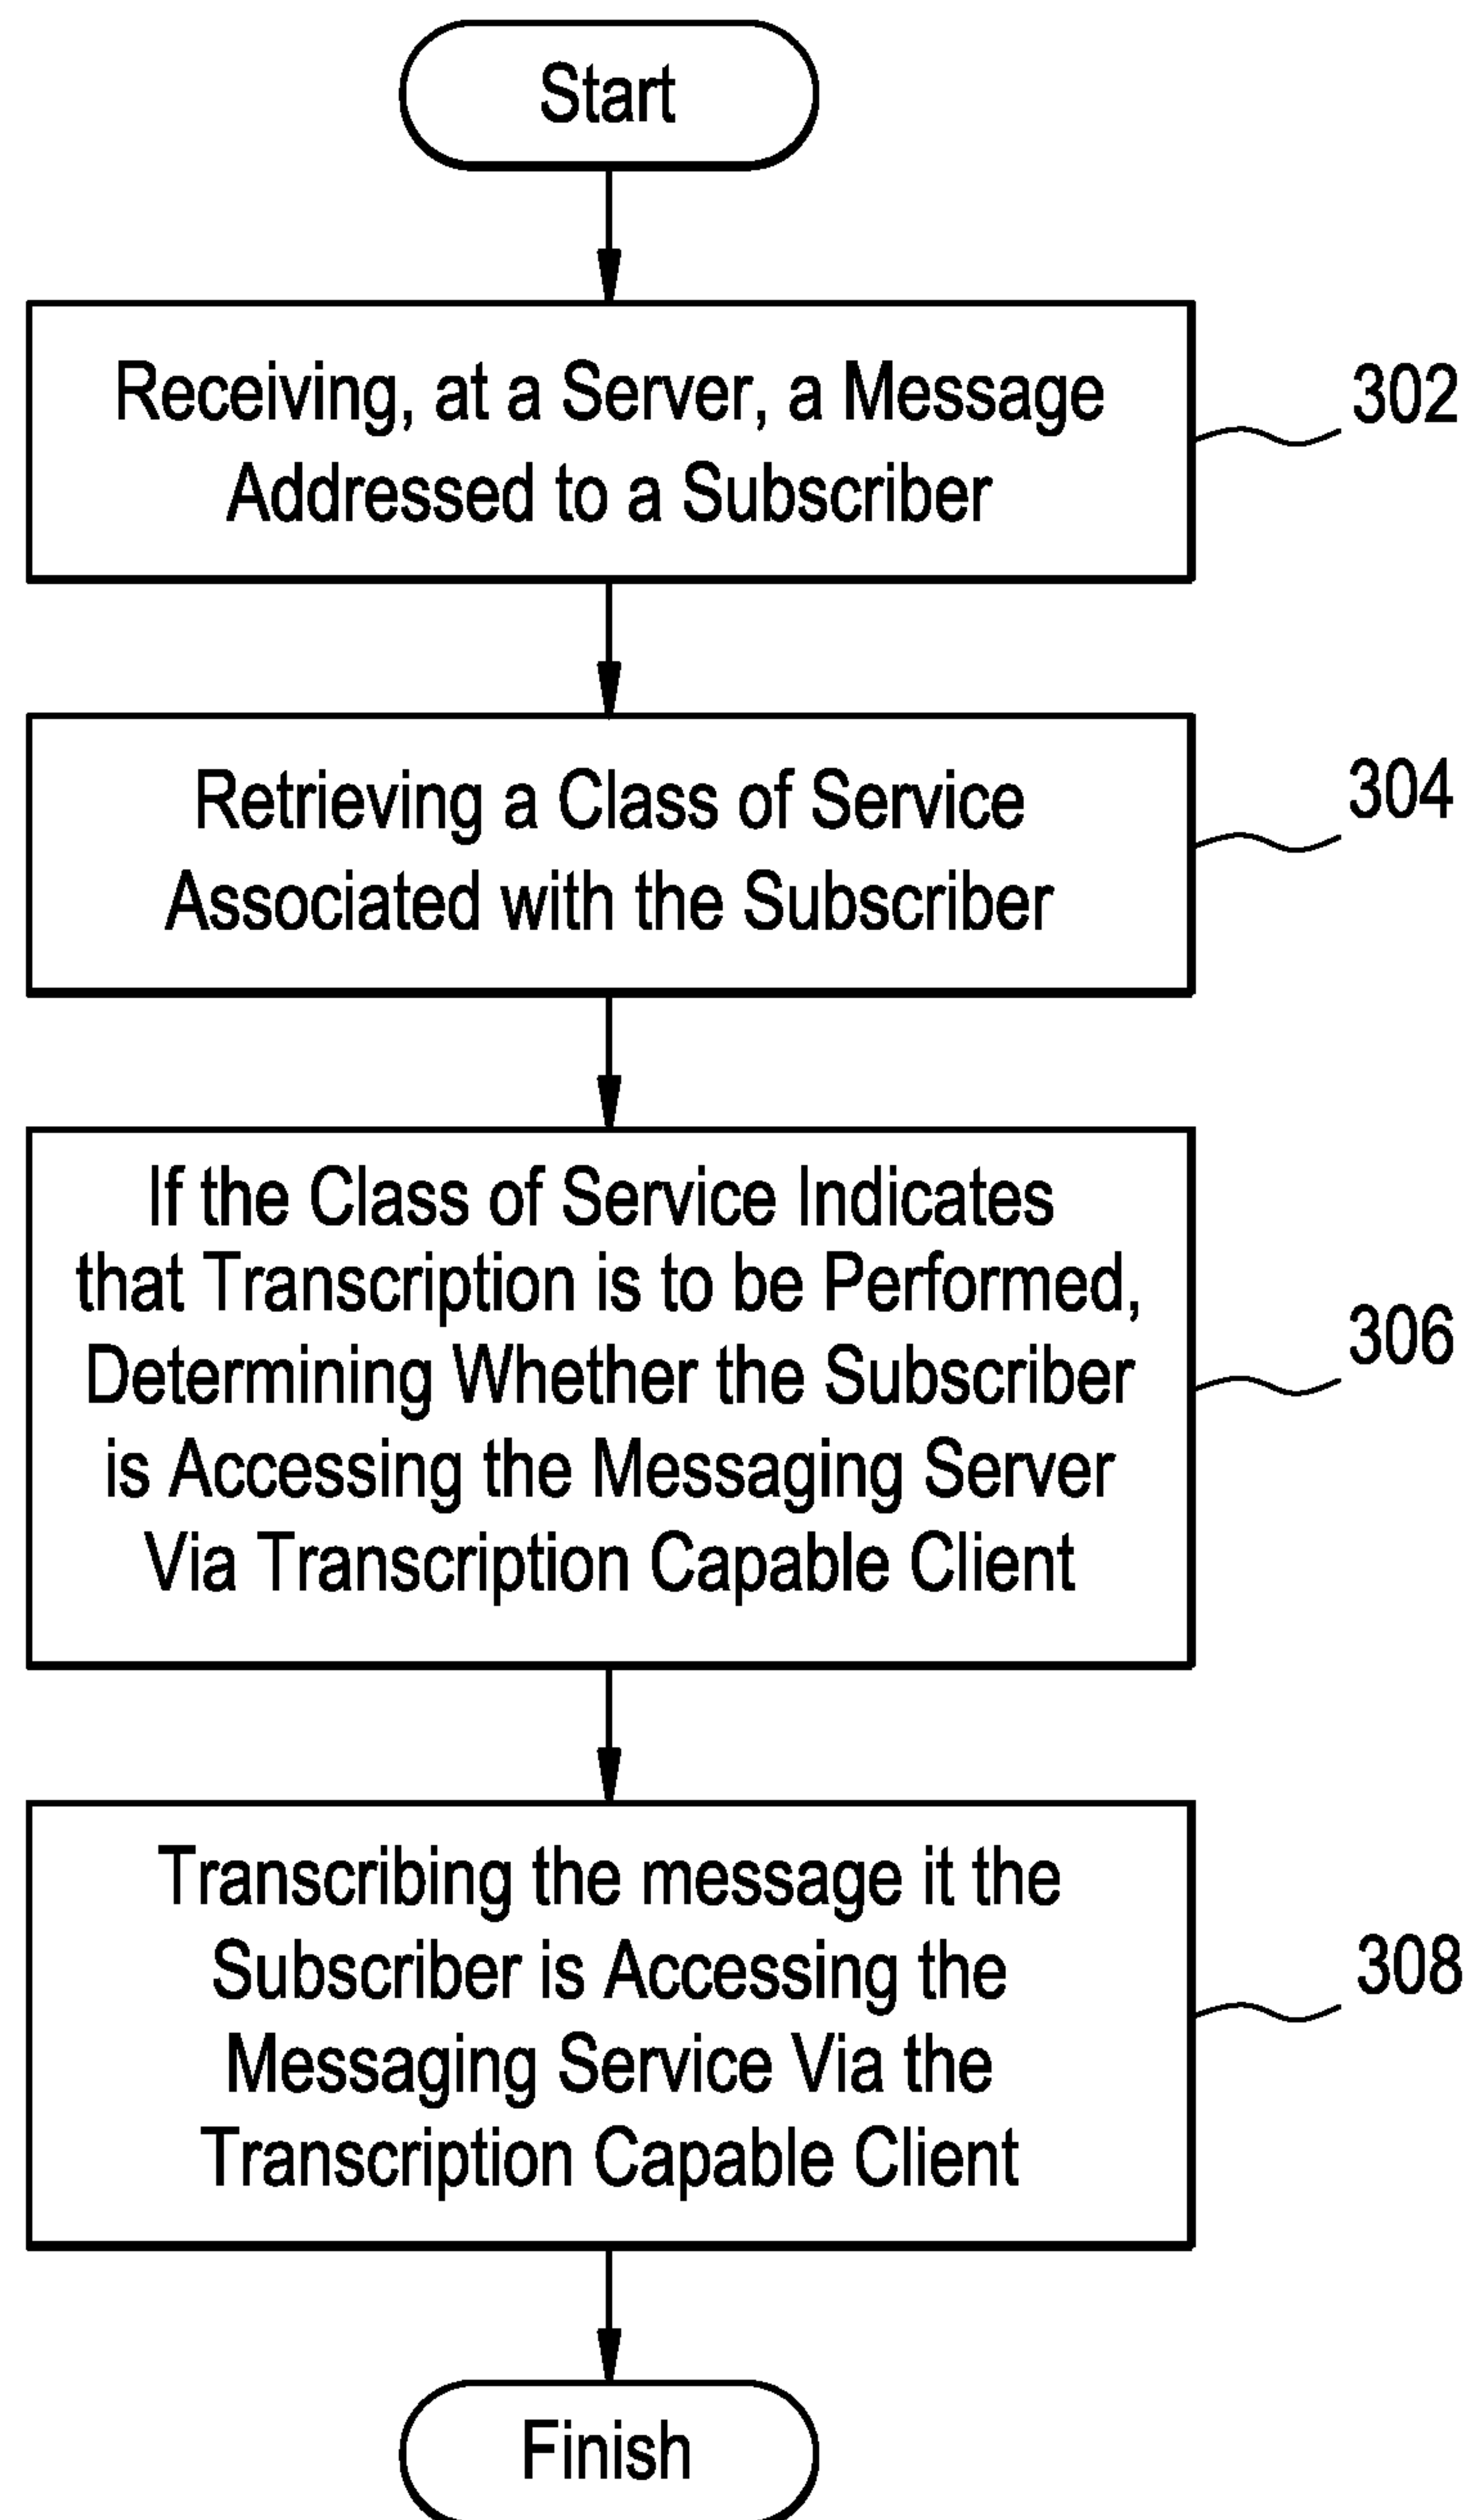 Start
Receiving, at a Server, a Message
Addressed to a Subscriber
302
Retrieving a Class of Service
Associated with the Subscriber
304
If the Class of Service Indicates
that Transcription is to be Performed,
Determining Whether the Subscriber
is Accessing the Messaging Server
Via Transcription Capable Client
306
Transcribing the message it the
Subscriber is Accessing the
Messaging Service Via the
Transcription Capable Client
308
Finish